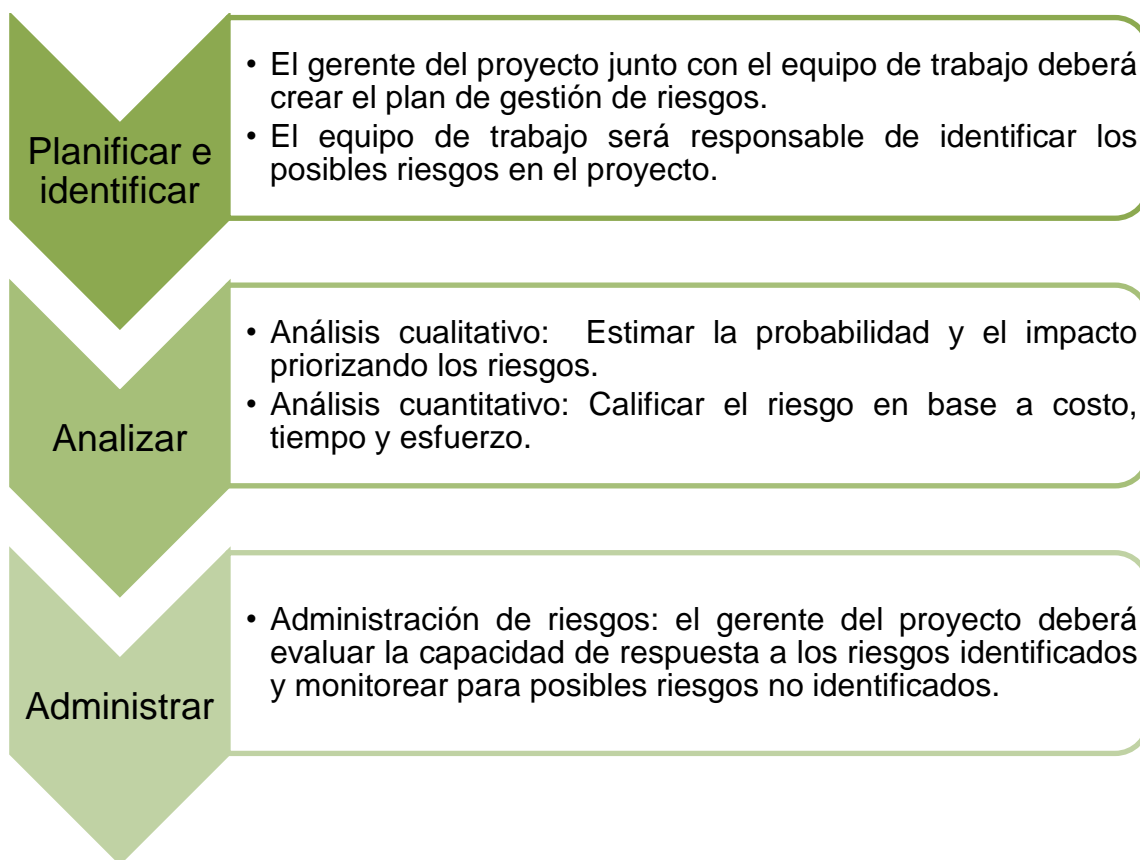 Planificar e
identificar
• El gerente del proyecto junto con el equipo de trabajo deberá
crear el plan de gestión de riesgos.
• El equipo de trabajo será responsable de identificar los
posibles riesgos en el proyecto.
Analizar
• Análisis cualitativo: Estimar la probabilidad y el impacto
priorizando los riesgos.
• Análisis cuantitativo: Calificar el riesgo en base a costo,
tiempo y esfuerzo.
Administrar
• Administración de riesgos: el gerente del proyecto deberá
evaluar la capacidad de respuesta a los riesgos identificados
y monitorear para posibles riesgos no identificados.